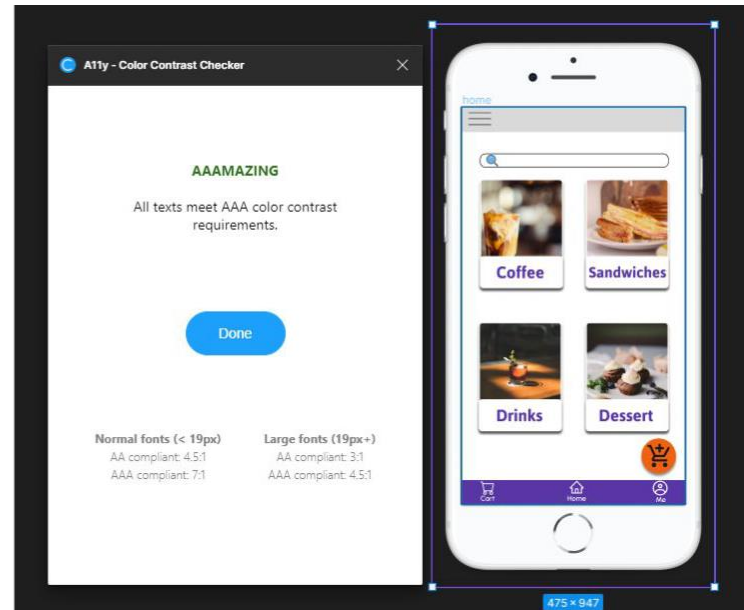 A11y - Color Contrast Checker
AAAMAZING
All texts meet AAA color contrast
requirements.
Done
Normal fonts (< 19px)
AA compliant: 4.5:1
AAA compliant: 7:1
Large fonts (19px+)
AA compliant: 3:1
AAA compliant: 4.5:1
home
Coffee
Sandwiches
Drinks
Dessert
Cart
Home
Me
475 × 947